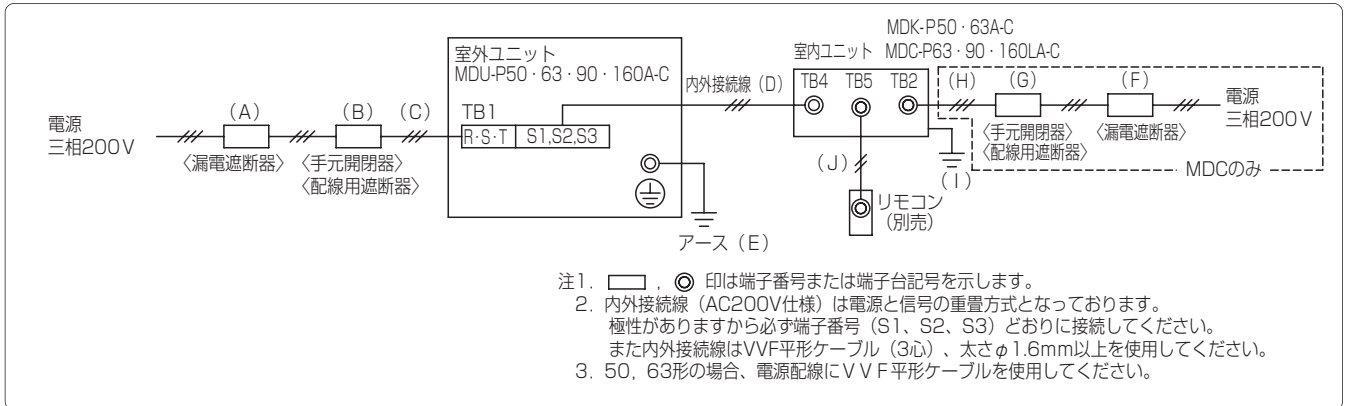 MDK-P50・63A-C
室内ユニット MDC-P63・90・160LA-C
室外ユニット
MDU-P50・63・90・160A-C
内外接続線（D）
TB4 TB5 TB2
（H） （G） （F）
電源
三相200V
〈手元開閉器〉
〈配線用遮断器〉
〈漏電遮断器〉
MDCのみ
電源
三相200V
（A） （B） （C）
〈漏電遮断器〉
〈手元開閉器〉
〈配線用遮断器〉
TB1
R・S・T S1,S2,S3
アース（E）
（J）
（I）
リモコン
（別売）
注1. ，◎ 印は端子番号または端子台記号を示します。
2. 内外接続線（AC200V仕様）は電源と信号の重畳方式となっております。
極性がありますから必ず端子番号（S1、S2、S3）どおりに接続してください。
また内外接続線はVVF平形ケーブル（3心）、太さφ1.6mm以上を使用してください。
3. 50, 63形の場合、電源配線にVVF平形ケーブルを使用してください。